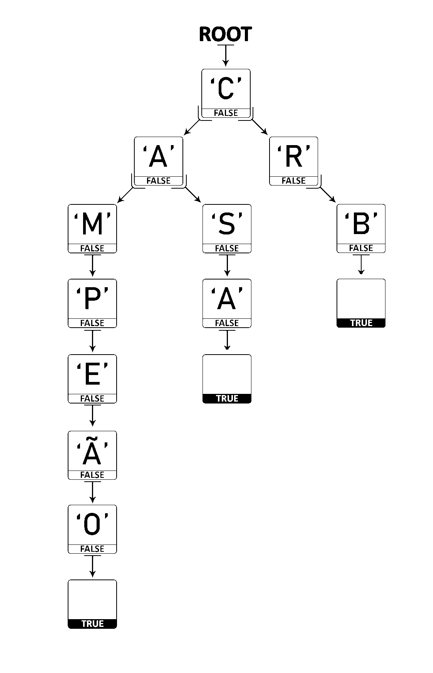 ROOT
'C'
FALSE
'A' 'R'
FALSE FALSE
'M' 'S' 'B'
FALSE FALSE FALSE
'P' 'A'
FALSE FALSE TRUE
'E'
FALSE TRUE
'Ã'
FALSE
'O'
FALSE
TRUE